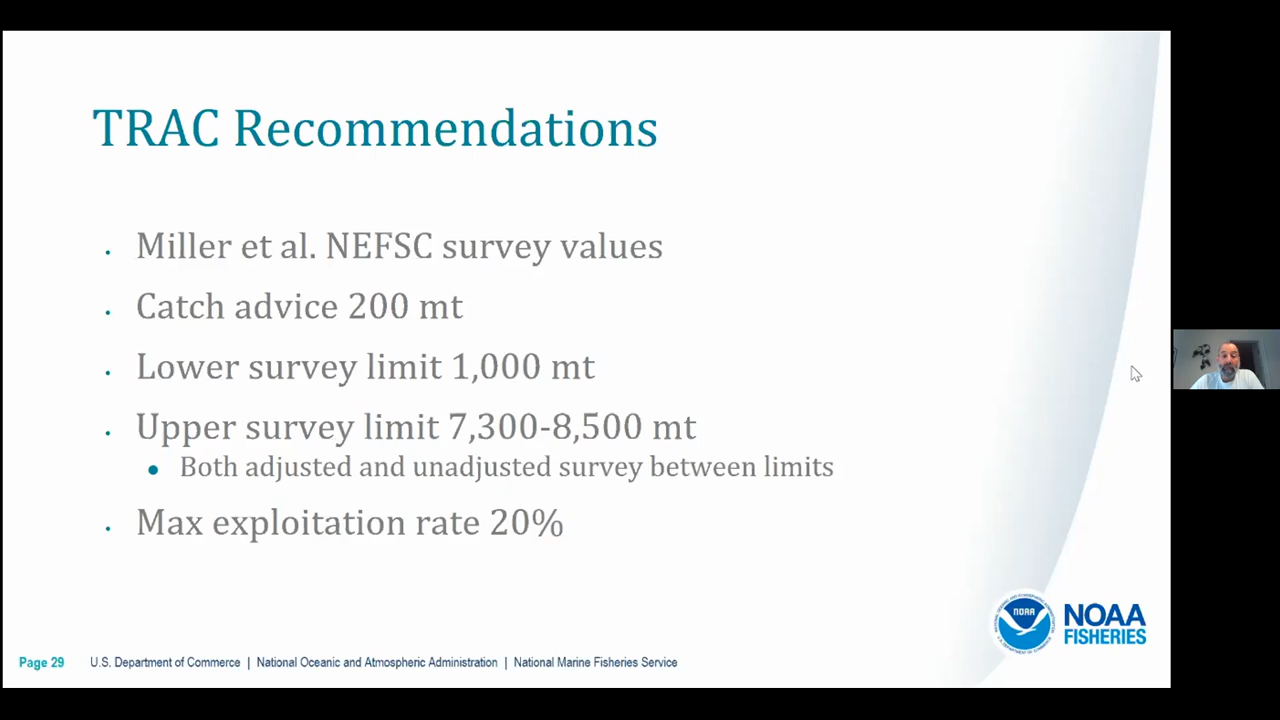 TRAC Recommendations
Miller et al. NEFSC survey values
Catch advice 200 mt
Lower survey limit 1,000 mt
Upper survey limit 7,300-8,500 mt
Both adjusted and unadjusted survey between limits
Max exploitation rate 20%
NOAA
NOAA
FISHERIES
Page 29 U.S. Department of Commerce | National Oceanic and Atmospheric Administration | National Marine Fisheries Service